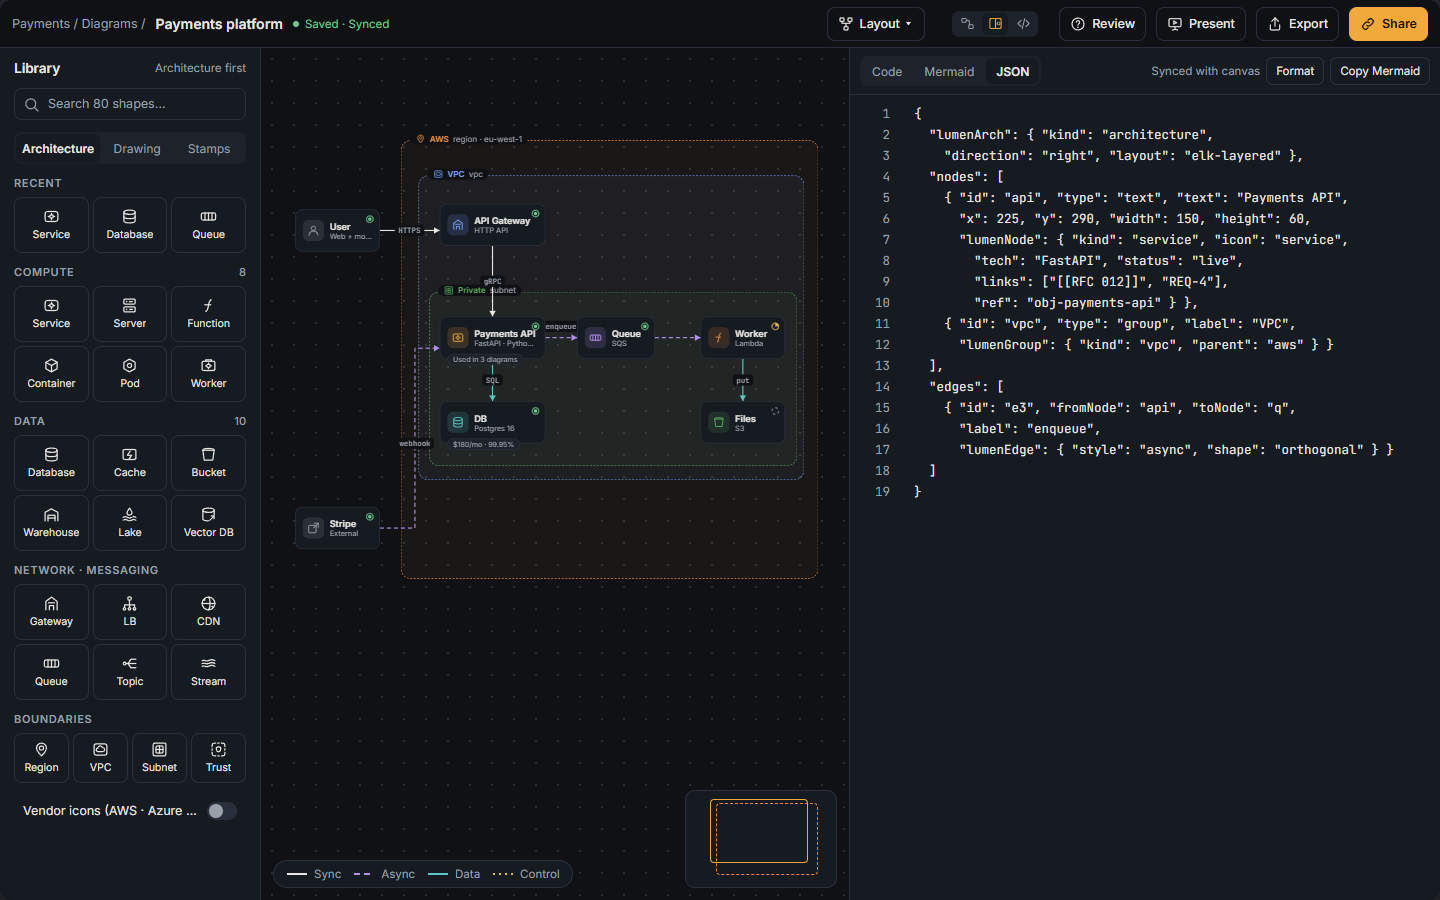 Payments / Diagrams / Payments platform Saved · Synced
Layout
Review
Present
Export
Share
Library
Architecture first
Search 80 shapes...
Architecture Drawing Stamps
RECENT
Service Database Queue
COMPUTE 8
Service Server Function
Container Pod Worker
DATA 10
Database Cache Bucket
Warehouse Lake Vector DB
NETWORK · MESSAGING
Gateway LB CDN
Queue Topic Stream
BOUNDARIES
Region VPC Subnet Trust
Vendor icons (AWS · Azure ...
AWS region · eu-west-1
VPC vpc
User
Web + mo...
HTTPS
API Gateway
HTTP API
gRPC
Private subnet
Payments API
FastAPI · Pytho...
Used in 3 diagrams
enqueue
Queue
SQS
Worker
Lambda
SQL
put
DB
Postgres 16
$180/mo · 99.95%
Files
S3
webhook
Stripe
External
Sync Async Data Control
Code Mermaid JSON
Synced with canvas
Format
Copy Mermaid
1 {
2 "lumenArch": { "kind": "architecture",
3 "direction": "right", "layout": "elk-layered" },
4 "nodes": [
5 { "id": "api", "type": "text", "text": "Payments API",
6 "x": 225, "y": 290, "width": 150, "height": 60,
7 "lumenNode": { "kind": "service", "icon": "service",
8 "tech": "FastAPI", "status": "live",
9 "links": ["[[RFC 012]]", "REQ-4"],
10 "ref": "obj-payments-api" } },
11 { "id": "vpc", "type": "group", "label": "VPC",
12 "lumenGroup": { "kind": "vpc", "parent": "aws" } }
13 ],
14 "edges": [
15 { "id": "e3", "fromNode": "api", "toNode": "q",
16 "label": "enqueue",
17 "lumenEdge": { "style": "async", "shape": "orthogonal" } }
18 ]
19 }